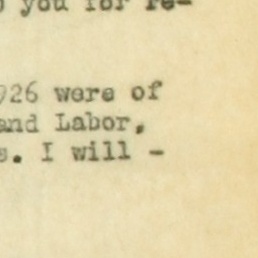 you for re-
926 were of
and Labor,
s. I will -